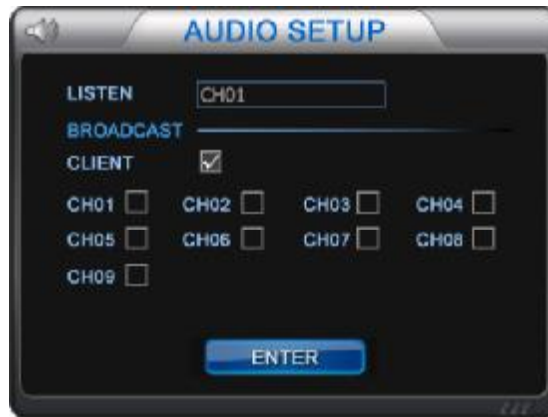 AUDIO SETUP
LISTEN CH01
BROADCAST
CLIENT
CH01 CH02 CH03 CH04
CH05 CH06 CH07 CH08
CH09
ENTER